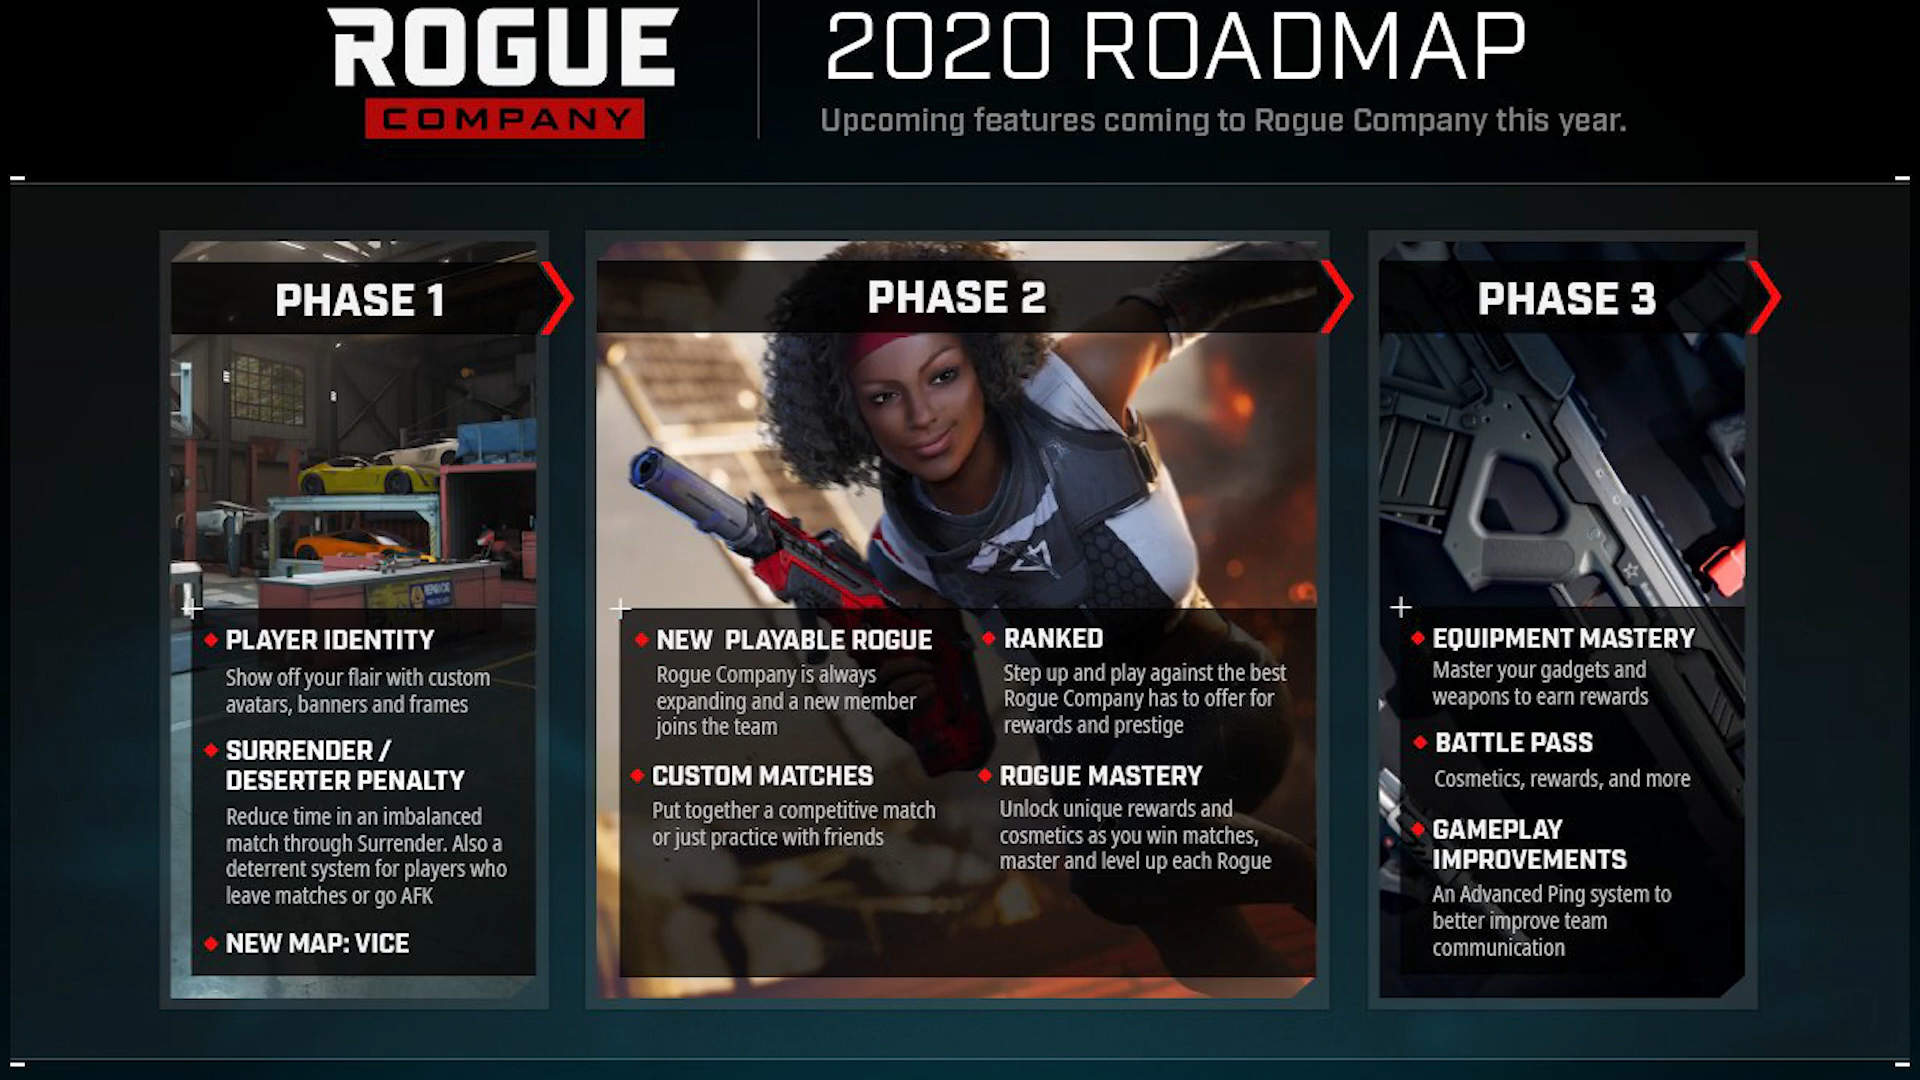 ROGUE
COMPANY
2020 ROADMAP
Upcoming features coming to Rogue Company this year.
PHASE 1
PLAYER IDENTITY
Show off your flair with custom
avatars, banners and frames
SURRENDER /
DESERTER PENALTY
Reduce time in an imbalanced
match through Surrender. Also a
deterrent system for players who
leave matches or go AFK
NEW MAP: VICE
PHASE 2
NEW PLAYABLE ROGUE
Rogue Company is always
expanding and a new member
joins the team
CUSTOM MATCHES
Put together a competitive match
or just practice with friends
RANKED
Step up and play against the best
Rogue Company has to offer for
rewards and prestige
ROGUE MASTERY
Unlock unique rewards and
cosmetics as you win matches,
master and level up each Rogue
PHASE 3
EQUIPMENT MASTERY
Master your gadgets and
weapons to earn rewards
BATTLE PASS
Cosmetics, rewards, and more
GAMEPLAY
IMPROVEMENTS
An Advanced Ping system to
better improve team
communication